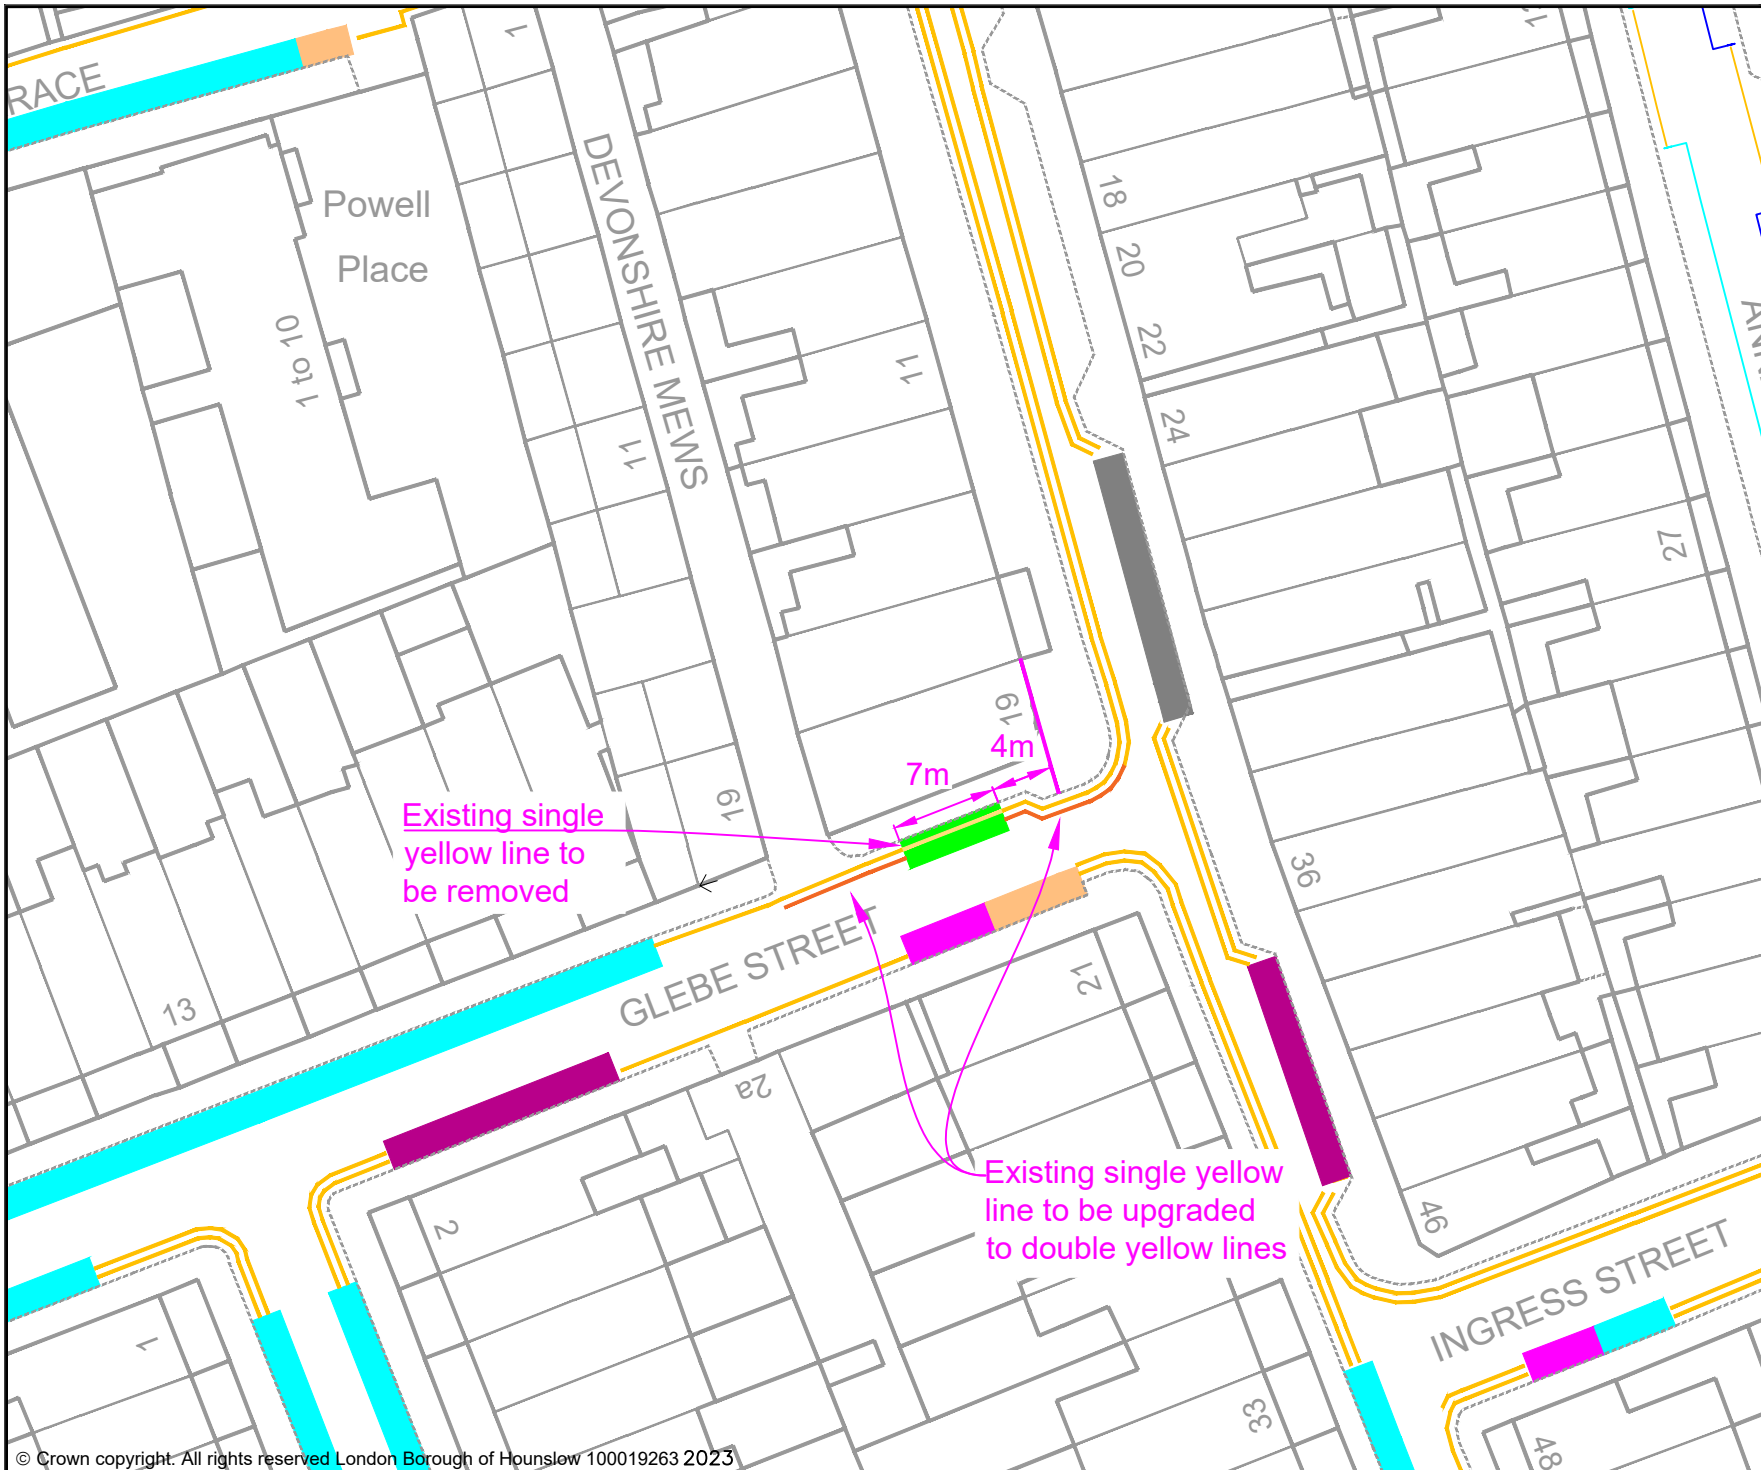 RACE
1
DEVONSHIRE MEWS
Powell
Place
1 to 10
18
20
22
24
11
11
27
19
19
4m
7m
Existing single
yellow line to
be removed
36
GLEBE STREET
21
13
2a
Existing single yellow
line to be upgraded
to double yellow lines
2
46
INGRESS STREET
1
33
48
© Crown copyright. All rights reserved London Borough of Hounslow 100019263 2023